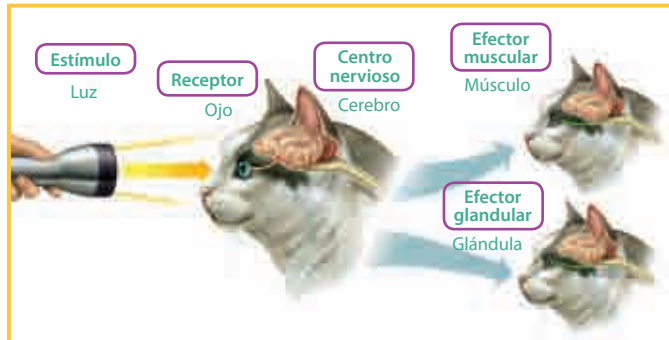 Estímulo
Luz
Receptor
Ojo
Centro
nervioso
Cerebro
Efector
muscular
Músculo
Efector
glandular
Glándula